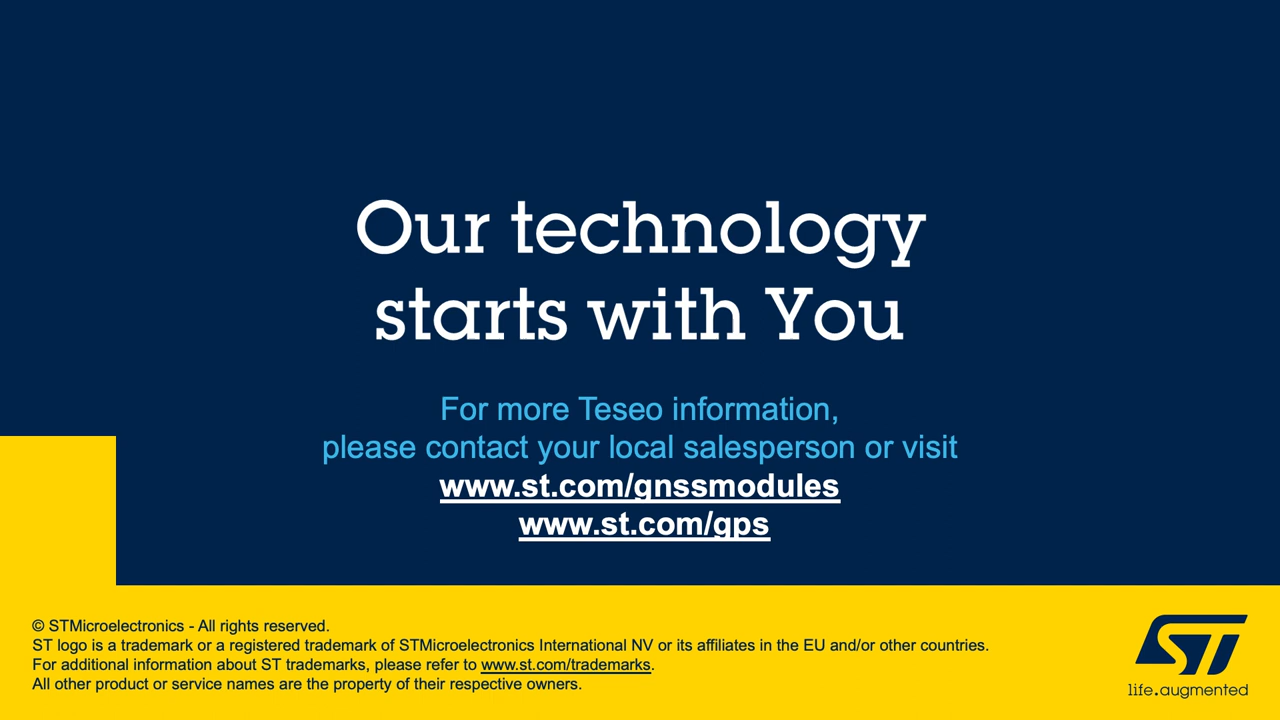 Our technology
starts with You
For more Teseo information,
please contact your local salesperson or visit
www.st.com/gnssmodules
www.st.com/gps
© STMicroelectronics - All rights reserved.
ST logo is a trademark or a registered trademark of STMicroelectronics International NV or its affiliates in the EU and/or other countries.
For additional information about ST trademarks, please refer to www.st.com/trademarks.
All other product or service names are the property of their respective owners.
ST
life.augmented